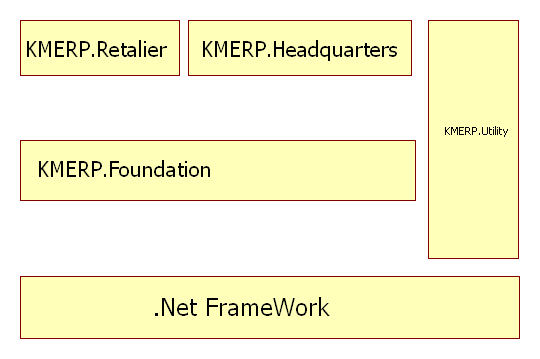 KMERP.Retalier
KMERP.Headquarters
KMERP.Utility
KMERP.Foundation
.Net FrameWork